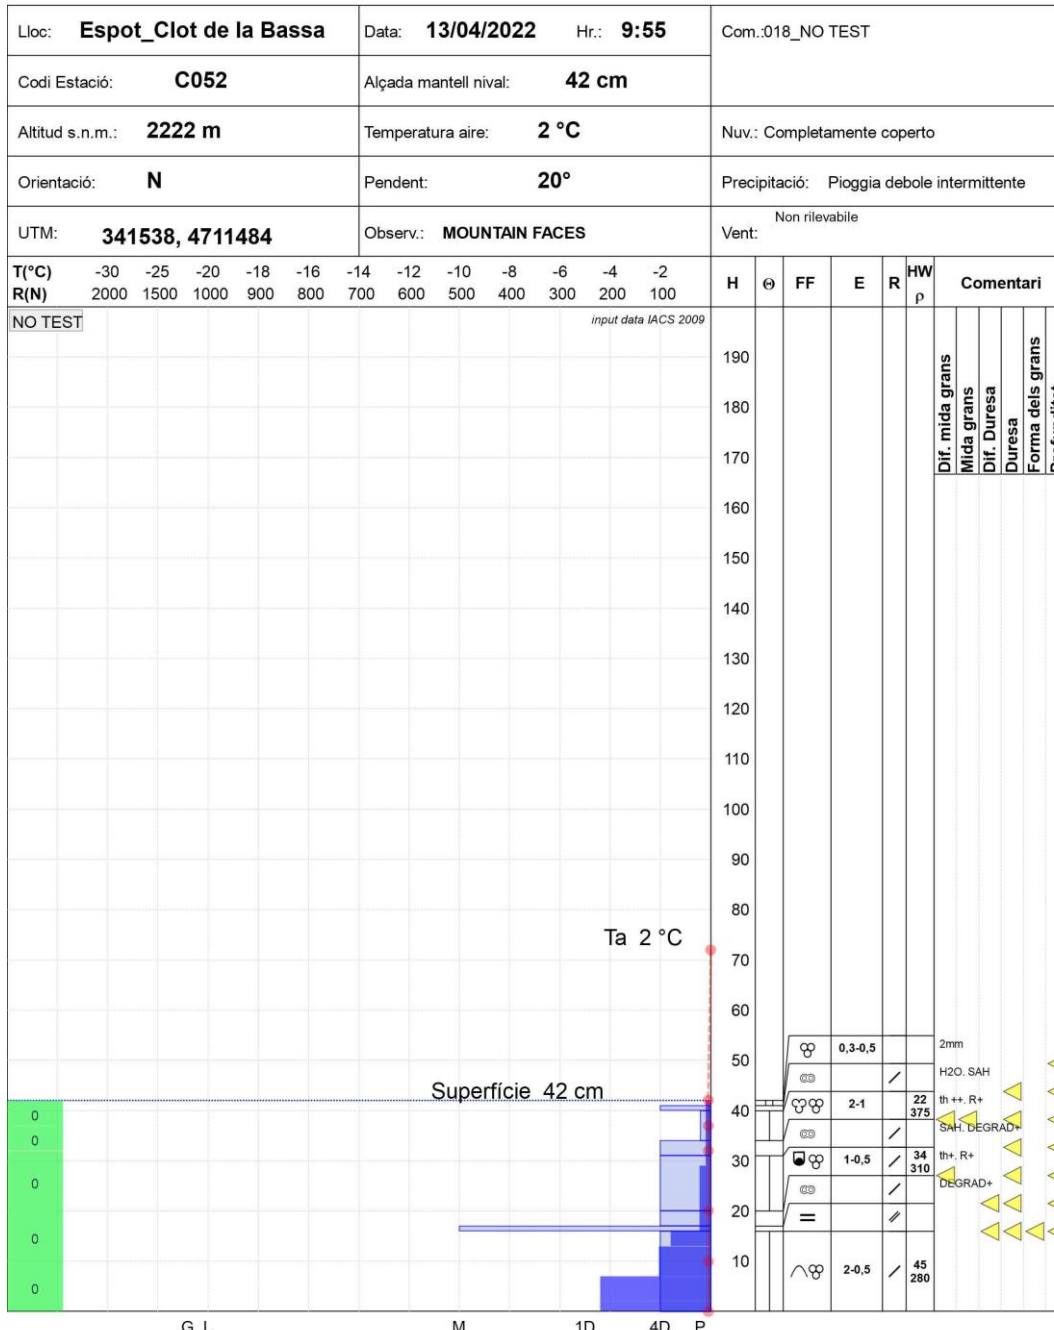 Lloc: Espot_Clot de la Bassa Data: 13/04/2022 Hr.: 9:55 Com.:018_NO TEST
Codi Estació: C052 Alçada mantell nival: 42 cm
Altitud s.n.m.: 2222 m Temperatura aire: 2 °C Nuv.: Completamente coperto
Orientació: N Pendent: 20° Precipitació: Pioggia debole intermittente
UTM: 341538, 4711484 Observ.: MOUNTAIN FACES Vent: Non rilevabile
T(°C) -30 -25 -20 -18 -16 -14 -12 -10 -8 -6 -4 -2
R(N) 2000 1500 1000 900 800 700 600 500 400 300 200 100
H Θ FF E R HW ρ Comentari
NO TEST input data IACS 2009
Dif. mida grans
Mida grans
Dif. Duresa
Duresa
Forma dels grans
190
180
170
160
150
140
130
120
110
100
90
80
Ta 2 °C
70
60
50 0,3-0,5 2mm
H2O. SAH
Superfície 42 cm
0 40 2-1 22 375 th ++. R+
0 SAH. DEGRAD+
0 30 1-0,5 34 310 th+. R+
DEGRAD+
20
0
0 10 2-0,5 45 280
G L M 1D 4D P